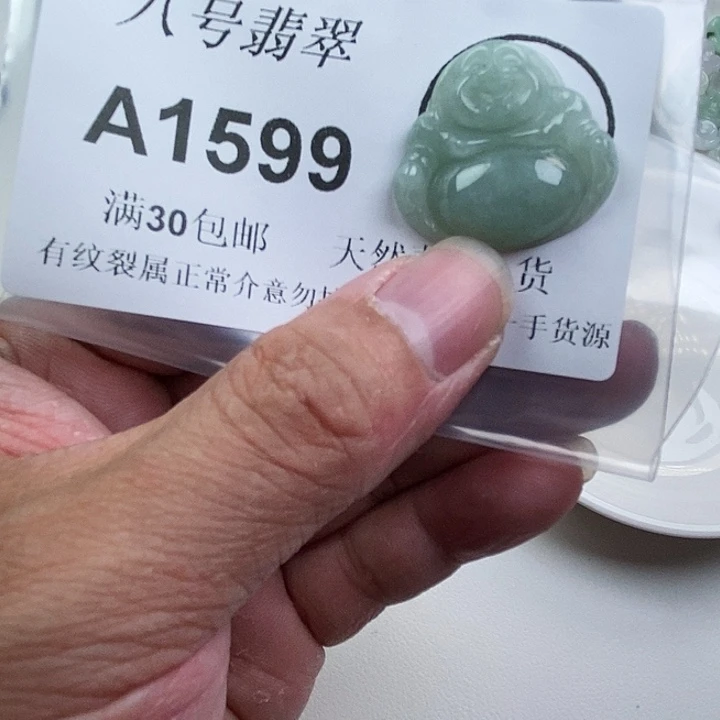 八号翡翠
A1599
满30包邮
天然 货
有纹裂属正常介意勿
手货源